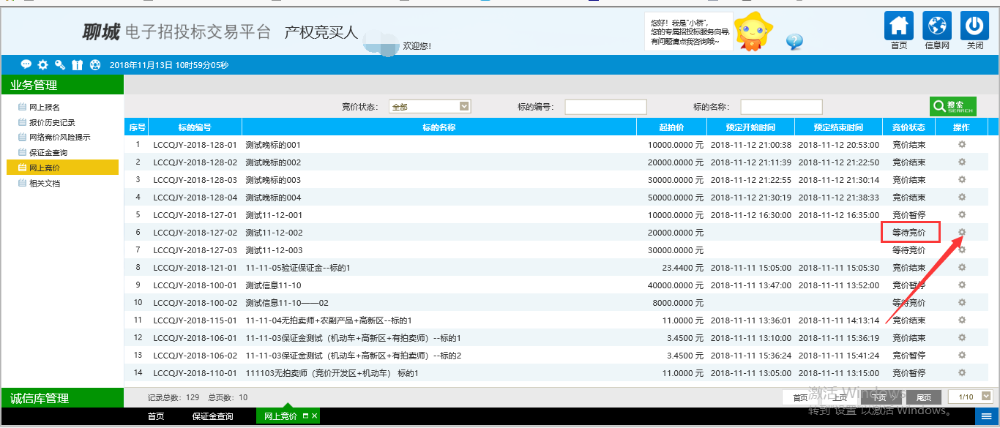 聊城 电子招投标交易平台 产权竞买人 欢迎您!
您好！我是"小桥",
您的专属招投标服务向导,
有问题请点我咨询哦~
首页 信息网 关闭
2018年11月13日 10时59分05秒
业务管理
网上报名
报价历史记录
网络竞价风险提示
保证金查询
网上竞价
相关文档
诚信库管理
竞价状态： 全部 标的编号： 标的名称： 搜索 SEARCH
序号 标的编号 标的名称 起拍价 预定开始时间 预定结束时间 竞价状态 操作
1 LCCQJY-2018-128-01 测试晚标的001 10000.0000 元 2018-11-12 21:00:38 2018-11-12 20:53:00 竞价结束
2 LCCQJY-2018-128-02 测试晚标的002 20000.0000 元 2018-11-12 21:11:39 2018-11-12 21:22:50 竞价结束
3 LCCQJY-2018-128-03 测试晚标的003 30000.0000 元 2018-11-12 21:22:55 2018-11-12 21:30:14 竞价结束
4 LCCQJY-2018-128-04 测试晚标的004 50000.0000 元 2018-11-12 21:30:19 2018-11-12 21:38:33 竞价结束
5 LCCQJY-2018-127-01 测试11-12-001 10000.0000 元 2018-11-12 16:30:00 2018-11-12 16:35:00 竞价暂停
6 LCCQJY-2018-127-02 测试11-12-002 20000.0000 元 等待竞价
7 LCCQJY-2018-127-03 测试11-12-003 30000.0000 元 等待竞价
8 LCCQJY-2018-121-01 11-11-05验证保证金--标的1 23.4400 元 2018-11-11 15:05:00 2018-11-11 15:05:30 竞价结束
9 LCCQJY-2018-100-01 测试信息11-10 40000.0000 元 2018-11-11 13:47:00 2018-11-11 13:52:00 竞价暂停
10 LCCQJY-2018-100-02 测试信息11-10——02 8000.0000 元 等待竞价
11 LCCQJY-2018-115-01 11-11-04无拍卖师+农副产品+高新区--标的1 11.0000 元 2018-11-11 13:36:01 2018-11-11 14:13:14 竞价结束
12 LCCQJY-2018-106-01 11-11-03保证金测试（机动车+高新区+有拍卖师）--标的1 3.4500 元 2018-11-11 13:10:00 2018-11-11 15:36:19 竞价结束
13 LCCQJY-2018-106-02 11-11-03保证金测试（机动车+高新区+有拍卖师）--标的2 3.4500 元 2018-11-11 15:36:24 2018-11-11 15:41:24 竞价暂停
14 LCCQJY-2018-110-01 111103无拍卖师（竞价开发区+机动车） 标的1 11.0000 元 2018-11-11 13:05:00 2018-11-11 13:15:00 竞价暂停
记录总数：129 总页数：10 首页 上页 下页 尾页 1/10
激活 Windows
转到"设置"以激活 Windows。
首页 保证金查询 网上竞价